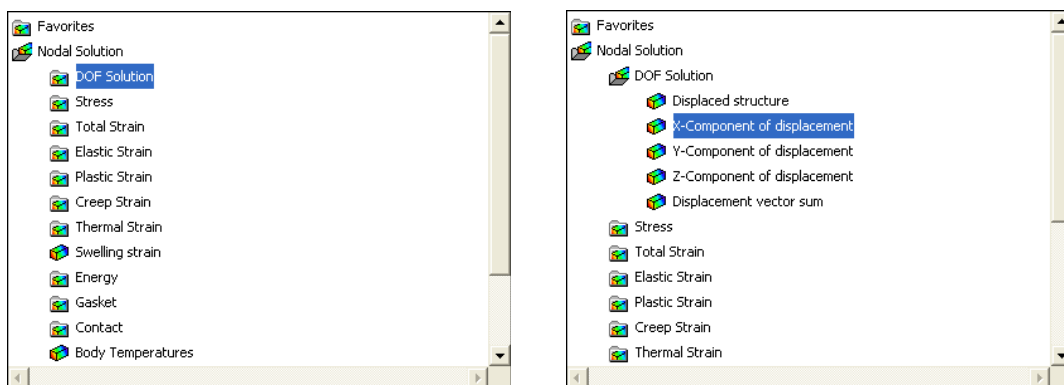 Favorites
Nodal Solution
DOF Solution
Stress
Total Strain
Elastic Strain
Plastic Strain
Creep Strain
Thermal Strain
Swelling strain
Energy
Gasket
Contact
Body Temperatures
Favorites
Nodal Solution
DOF Solution
Displaced structure
X-Component of displacement
Y-Component of displacement
Z-Component of displacement
Displacement vector sum
Stress
Total Strain
Elastic Strain
Plastic Strain
Creep Strain
Thermal Strain